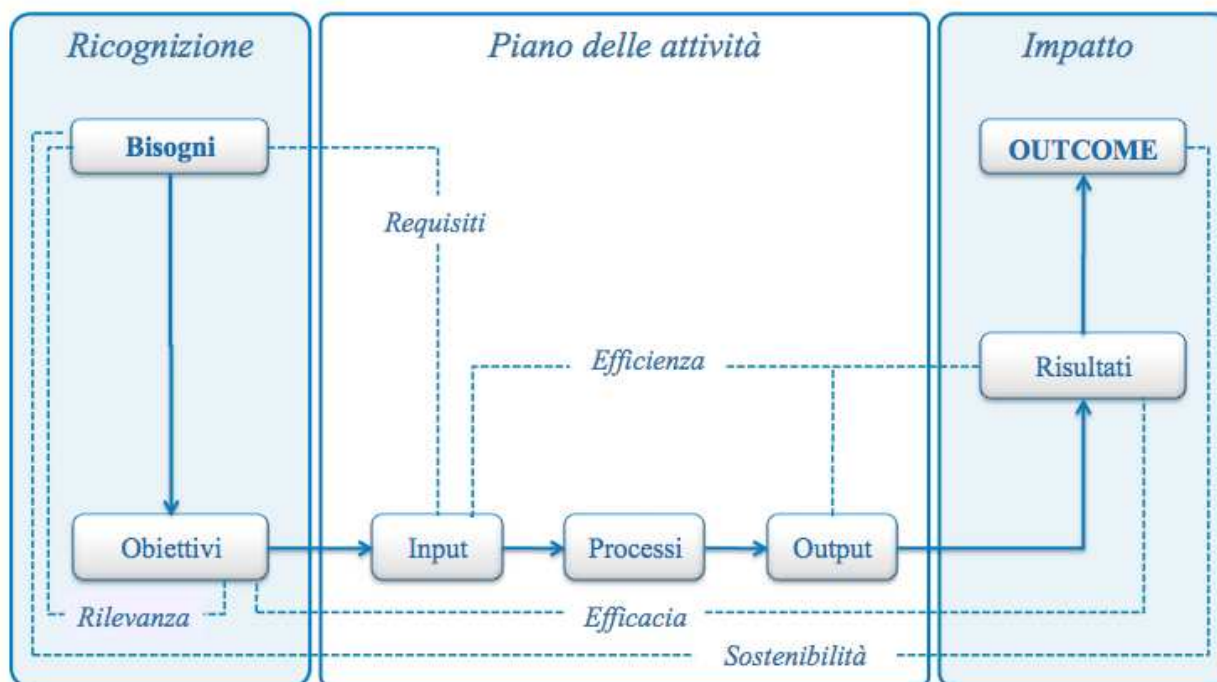 Ricognizione
Piano delle attività
Impatto
Bisogni
OUTCOME
Requisiti
Efficienza
Risultati
Obiettivi
Input
Processi
Output
Rilevanza
Efficacia
Sostenibilità